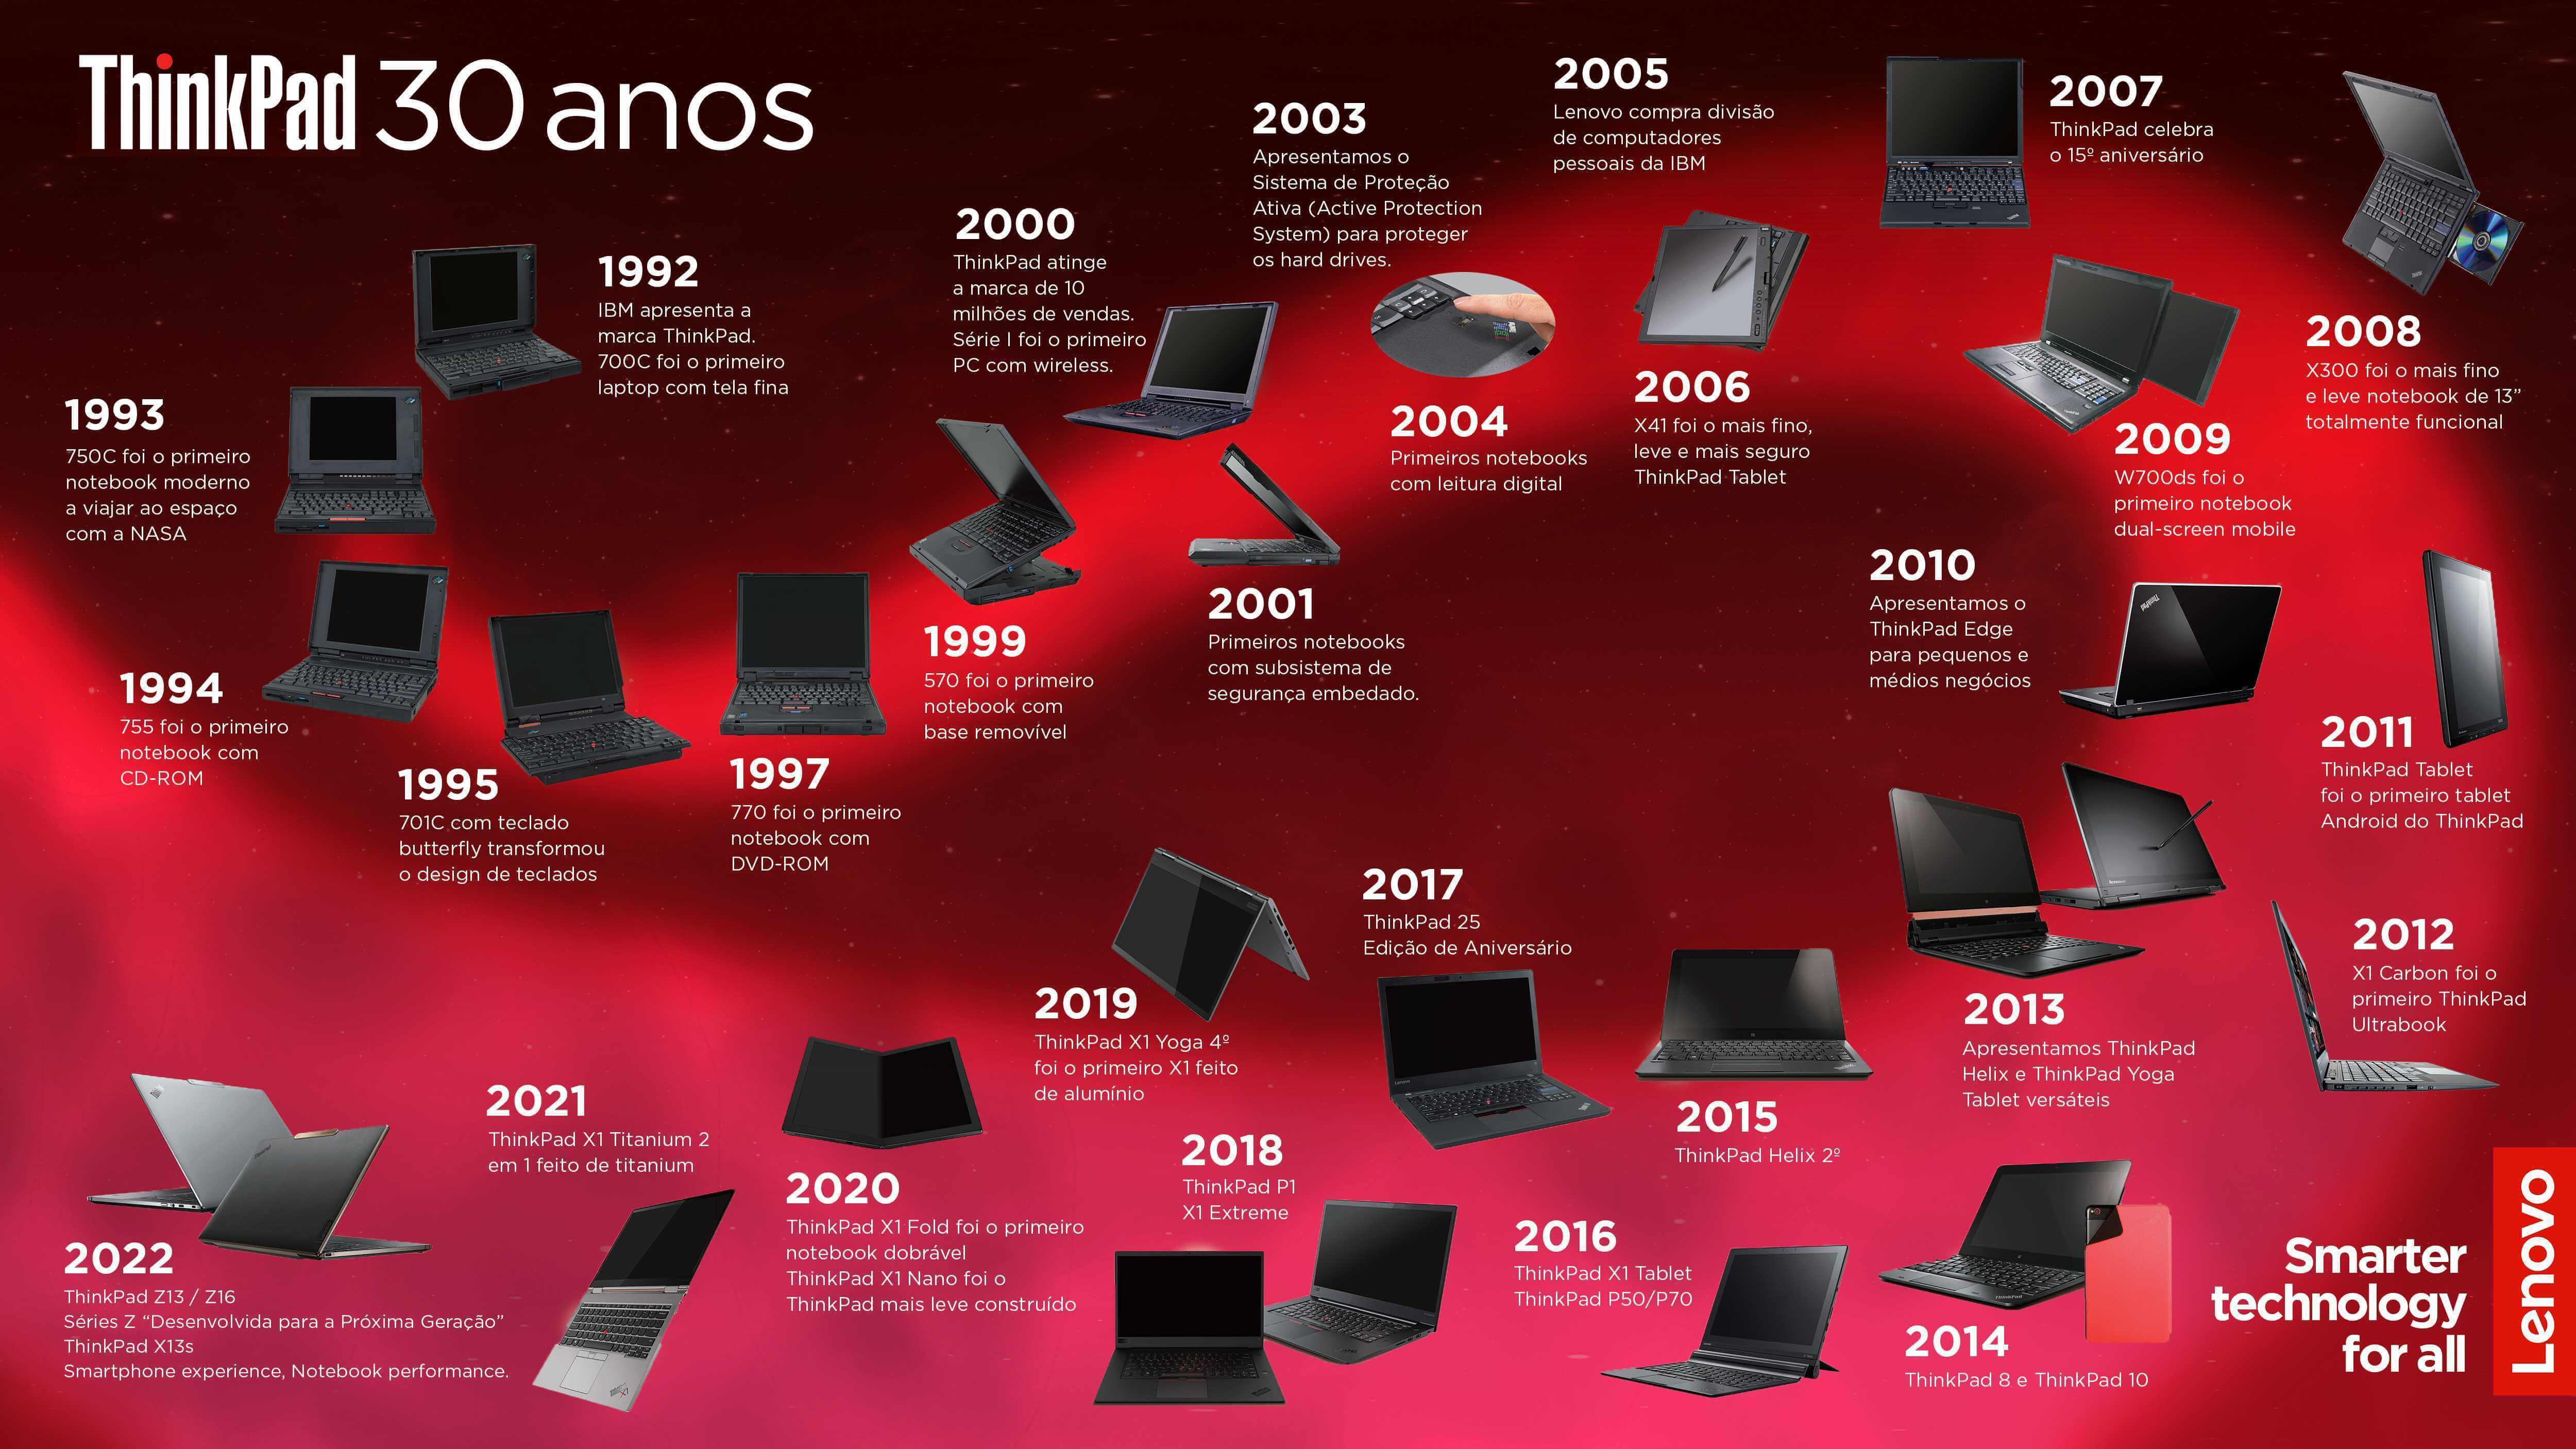 ThinkPad 30 anos
1992
IBM apresenta a
marca ThinkPad.
700C foi o primeiro
laptop com tela fina
1993
750C foi o primeiro
notebook moderno
a viajar ao espaço
com a NASA
1994
755 foi o primeiro
notebook com
CD-ROM
1995
701C com teclado
butterfly transformou
o design de teclados
1997
770 foi o primeiro
notebook com
DVD-ROM
1999
570 foi o primeiro
notebook com
base removível
2000
ThinkPad atinge
a marca de 10
milhões de vendas.
Série I foi o primeiro
PC com wireless.
2001
Primeiros notebooks
com subsistema de
segurança embedado.
2003
Apresentamos o
Sistema de Proteção
Ativa (Active Protection
System) para proteger
os hard drives.
2004
Primeiros notebooks
com leitura digital
2005
Lenovo compra divisão
de computadores
pessoais da IBM
2006
X41 foi o mais fino,
leve e mais seguro
ThinkPad Tablet
2007
ThinkPad celebra
o 15º aniversário
2008
X300 foi o mais fino
e leve notebook de 13”
totalmente funcional
2009
W700ds foi o
primeiro notebook
dual-screen mobile
2010
Apresentamos o
ThinkPad Edge
para pequenos e
médios negócios
ThinkPad
2011
ThinkPad Tablet
foi o primeiro tablet
Android do ThinkPad
2012
X1 Carbon foi o
primeiro ThinkPad
Ultrabook
2013
Apresentamos ThinkPad
Helix e ThinkPad Yoga
Tablet versáteis
2014
ThinkPad 8 e ThinkPad 10
2015
ThinkPad Helix 2º
2016
ThinkPad X1 Tablet
ThinkPad P50/P70
2017
ThinkPad 25
Edição de Aniversário
2018
ThinkPad P1
X1 Extreme
2019
ThinkPad X1 Yoga 4º
foi o primeiro X1 feito
de alumínio
2020
ThinkPad X1 Fold foi o primeiro
notebook dobrável
ThinkPad X1 Nano foi o
ThinkPad mais leve construído
2021
ThinkPad X1 Titanium 2
em 1 feito de titanium
2022
ThinkPad Z13 / Z16
Séries Z “Desenvolvida para a Próxima Geração”
ThinkPad X13s
Smartphone experience, Notebook performance.
Smarter
technology
for all
Lenovo